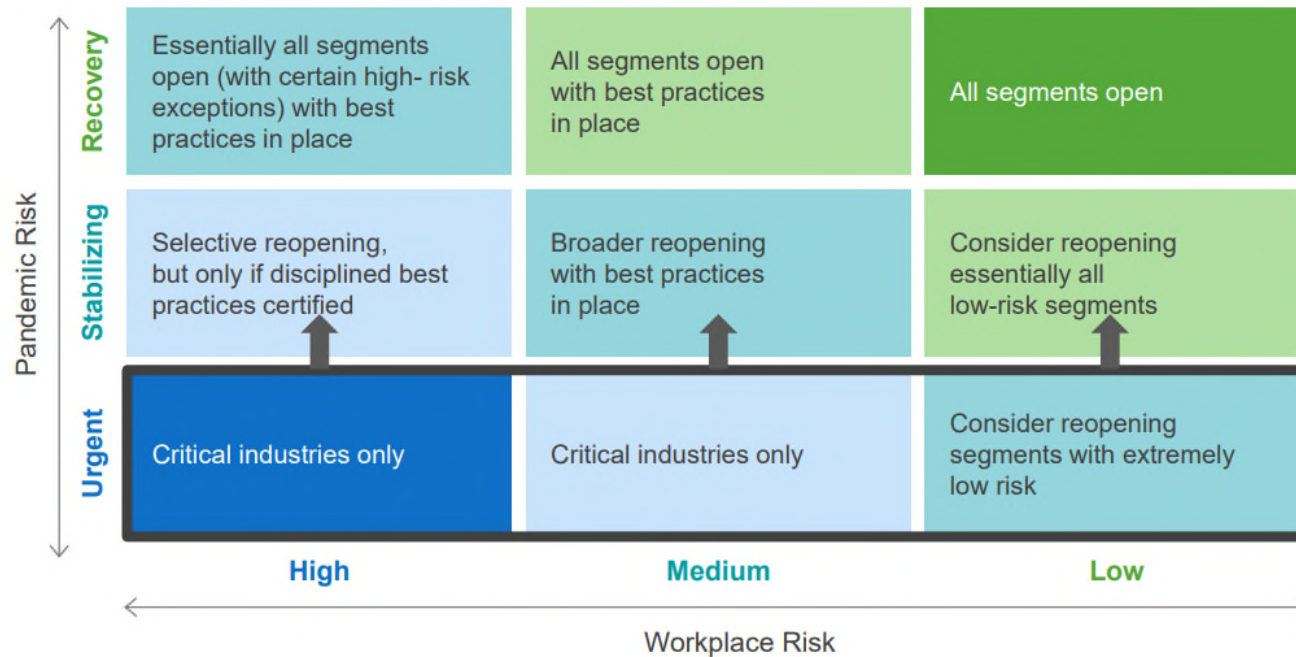 Pandemic Risk
Recovery
Essentially all segments
open (with certain high- risk
exceptions) with best
practices in place
All segments open
with best practices
in place
All segments open
Stabilizing
Selective reopening,
but only if disciplined best
practices certified
Broader reopening
with best practices
in place
Consider reopening
essentially all
low-risk segments
Urgent
Critical industries only
Critical industries only
Consider reopening
segments with extremely
low risk
High
Medium
Low
Workplace Risk